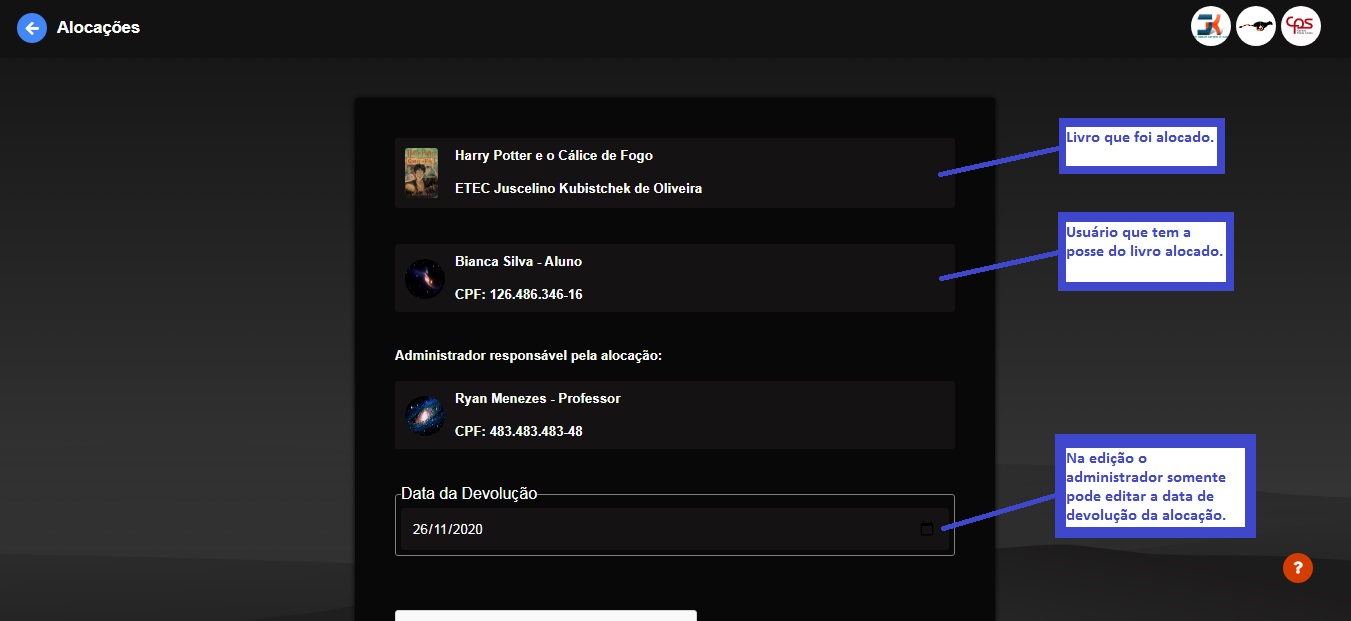 Alocações
cps
Harry Potter e o Cálice de Fogo
ETEC Juscelino Kubistchek de Oliveira
Livro que foi alocado.
Bianca Silva - Aluno
CPF: 126.486.346-16
Usuário que tem a
posse do livro alocado.
Administrador responsável pela alocação:
Ryan Menezes - Professor
CPF: 483.483.483-48
Data da Devolução
26/11/2020
Na edição o
administrador somente
pode editar a data de
devolução da alocação.
?